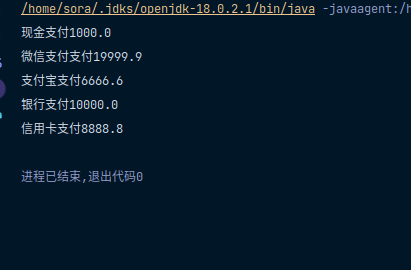 /home/sora/.jdks/openjdk-18.0.2.1/bin/java -javaagent:/h
现金支付1000.0
微信支付支付19999.9
支付宝支付6666.6
银行支付10000.0
信用卡支付8888.8
进程已结束,退出代码0